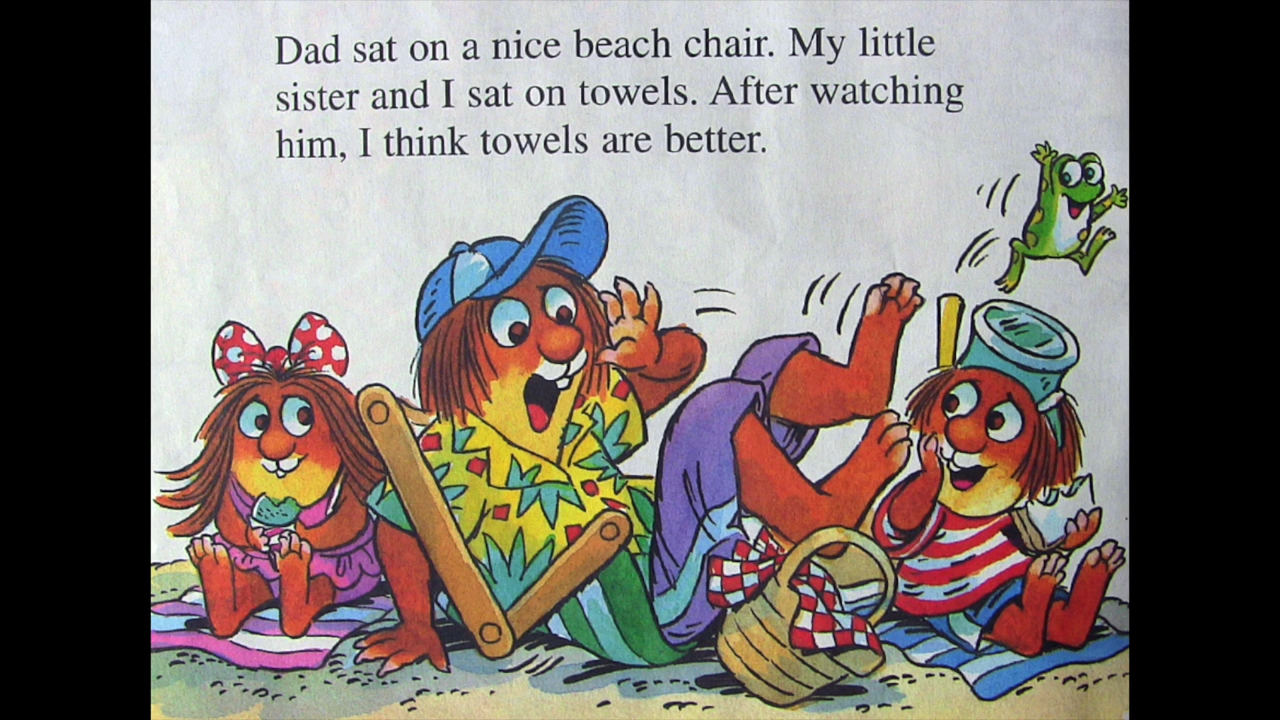 Dad sat on a nice beach chair. My little
sister and I sat on towels. After watching
him, I think towels are better.